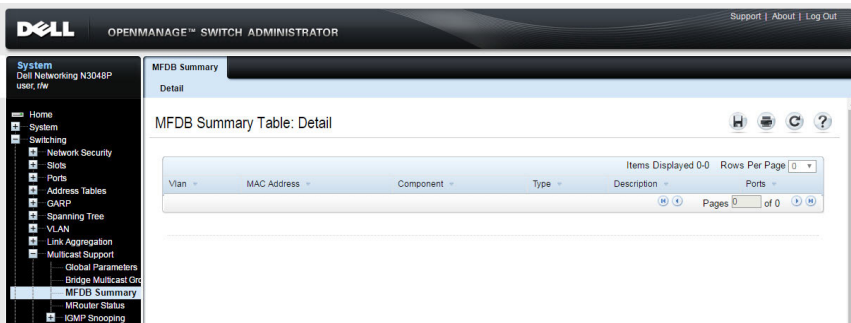 Support | About | Log Out
DELL OPENMANAGE™ SWITCH ADMINISTRATOR
System
Dell Networking N3048P
user, r/w
MFDB Summary
Detail
Home
System
Switching
Network Security
Slots
Ports
Address Tables
GARP
Spanning Tree
VLAN
Link Aggregation
Multicast Support
Global Parameters
Bridge Multicast Gro
MFDB Summary
MRouter Status
IGMP Snooping
MFDB Summary Table: Detail
?
Items Displayed 0-0 Rows Per Page 0
Vlan MAC Address Component Type Description Ports
Pages 0 of 0